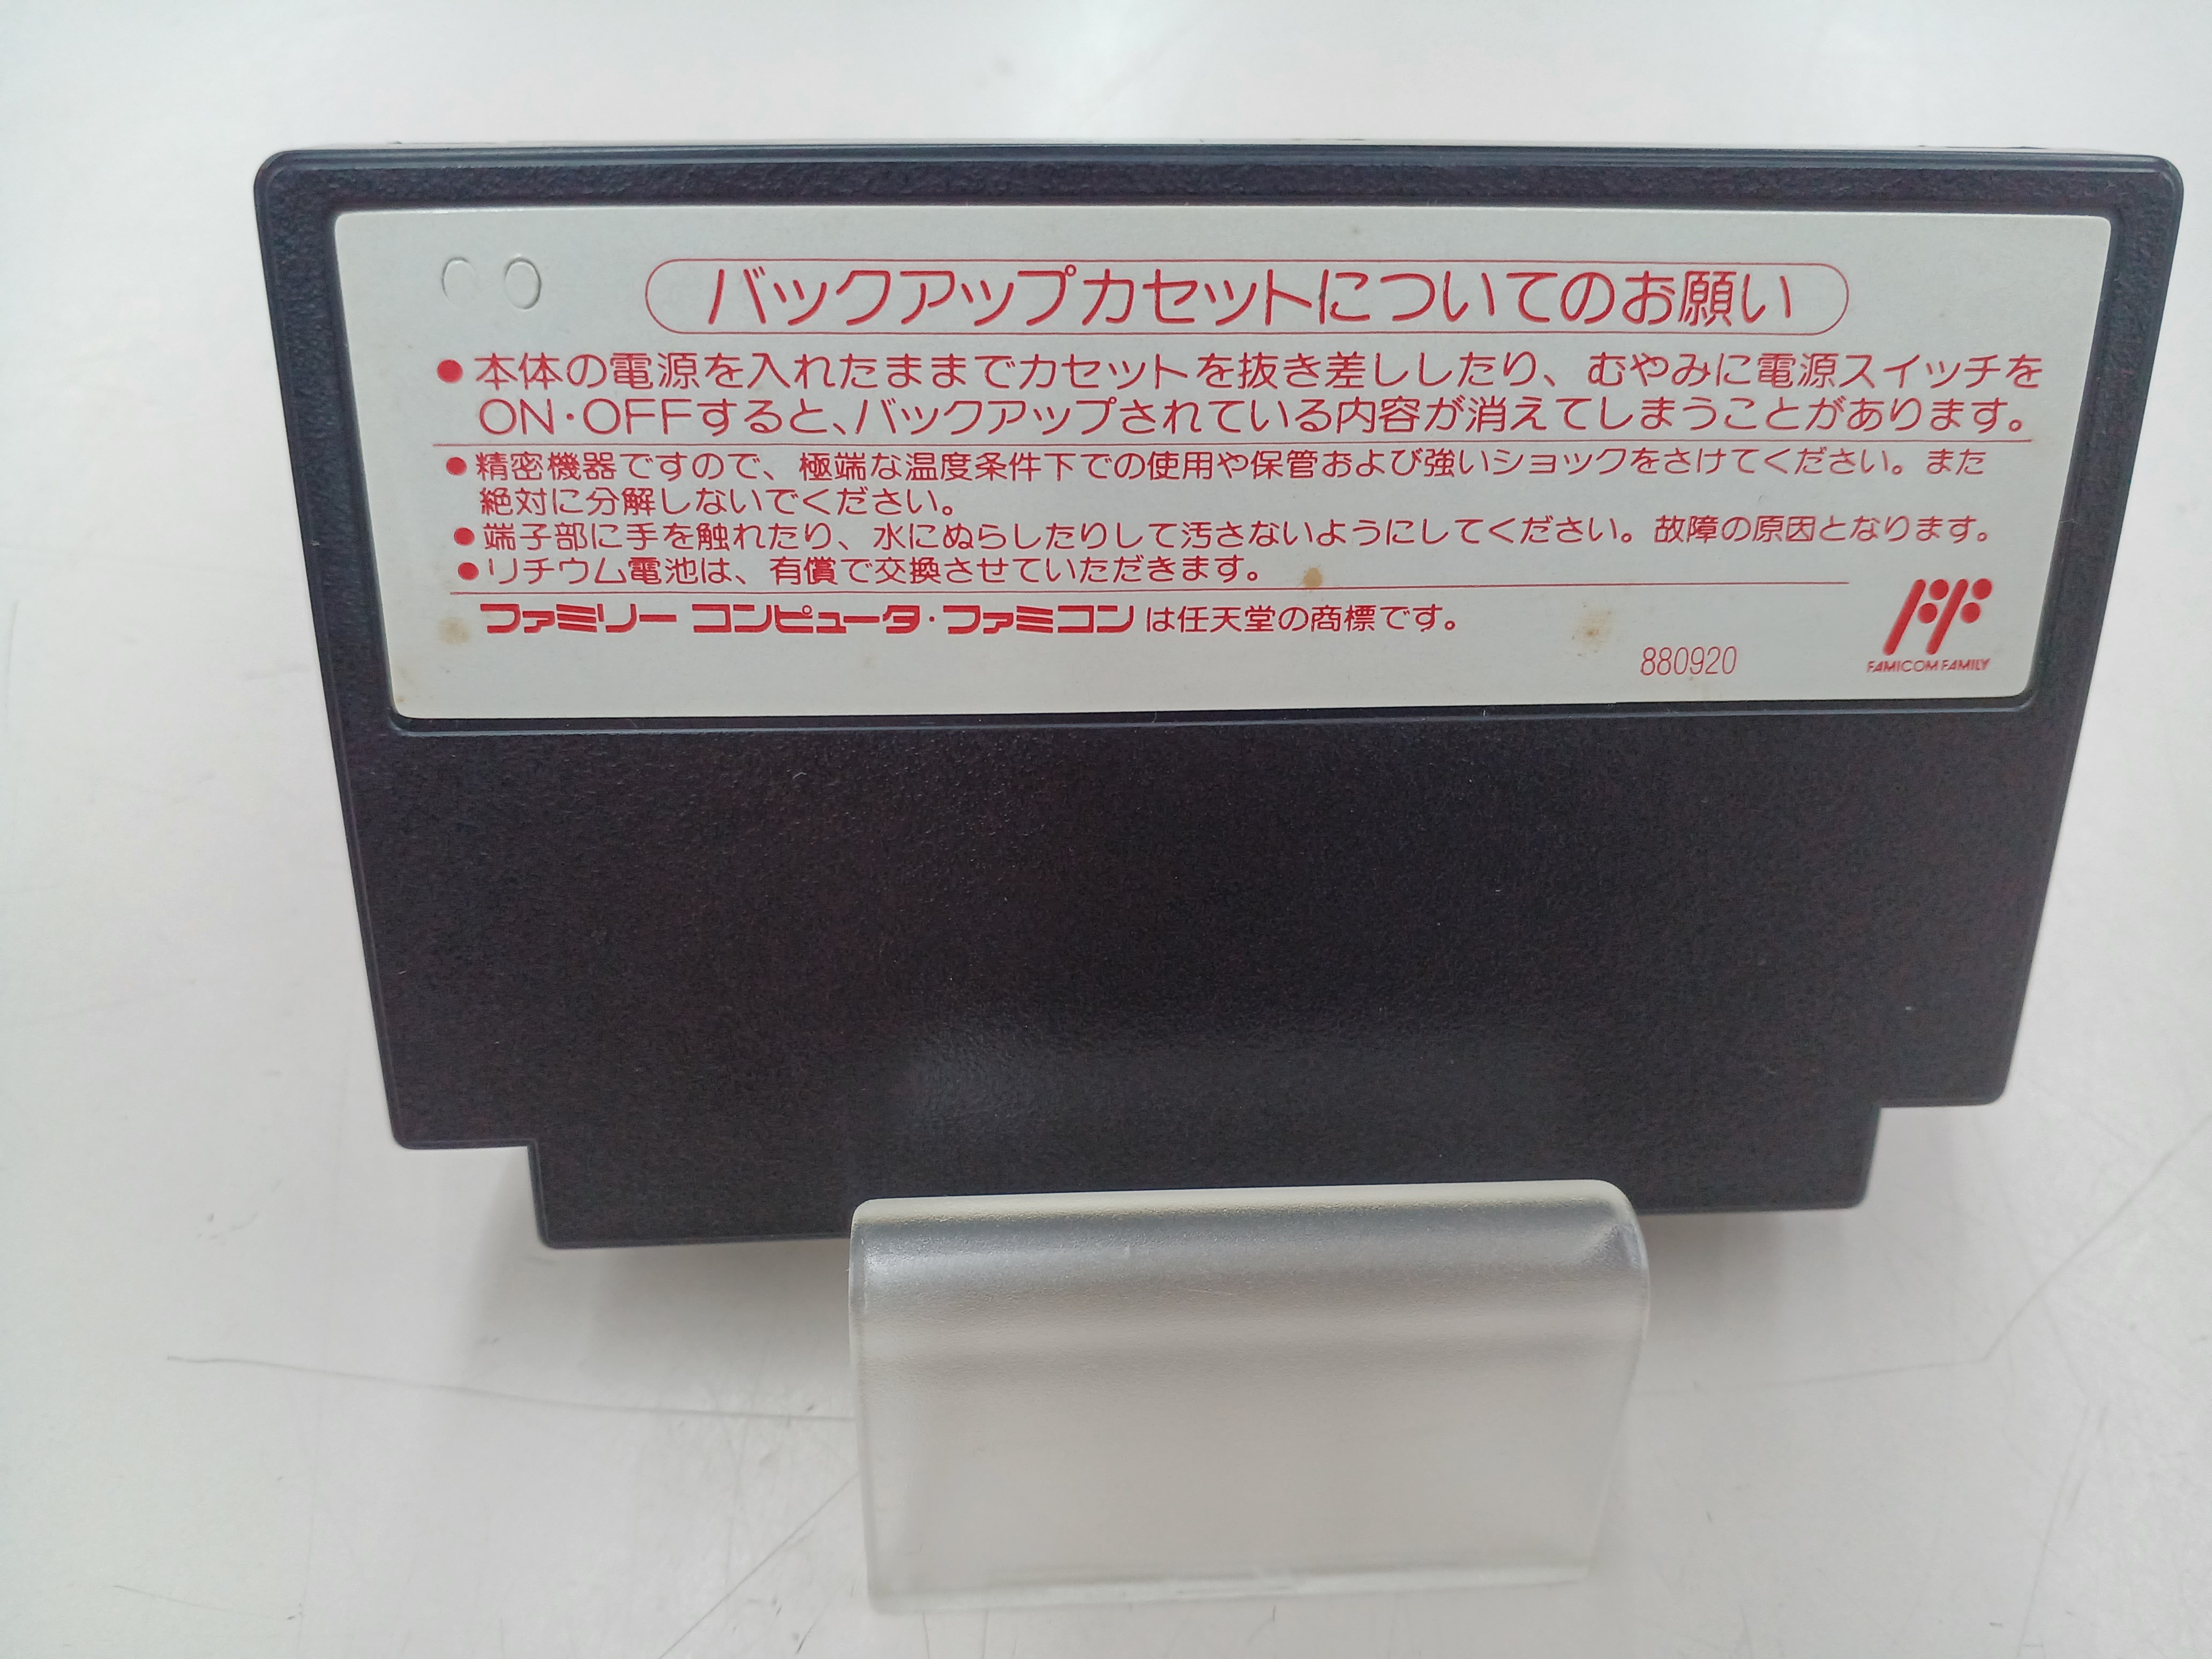 バックアップカセットについてのお願い
●本体の電源を入れたままでカセットを抜き差ししたり、むやみに電源スイッチを
ON・OFFすると、バックアップされている内容が消えてしまうことがあります。
●精密機器ですので、極端な温度条件下での使用や保管および強いショックをさけてください。また
絶対に分解しないでください。
●端子部に手を触れたり、水にぬらしたりして汚さないようにしてください。故障の原因となります。
●リチウム電池は、有償で交換させていただきます。
ファミリー コンピュータ・ファミコンは任天堂の商標です。
880920
FAMICOM FAMILY